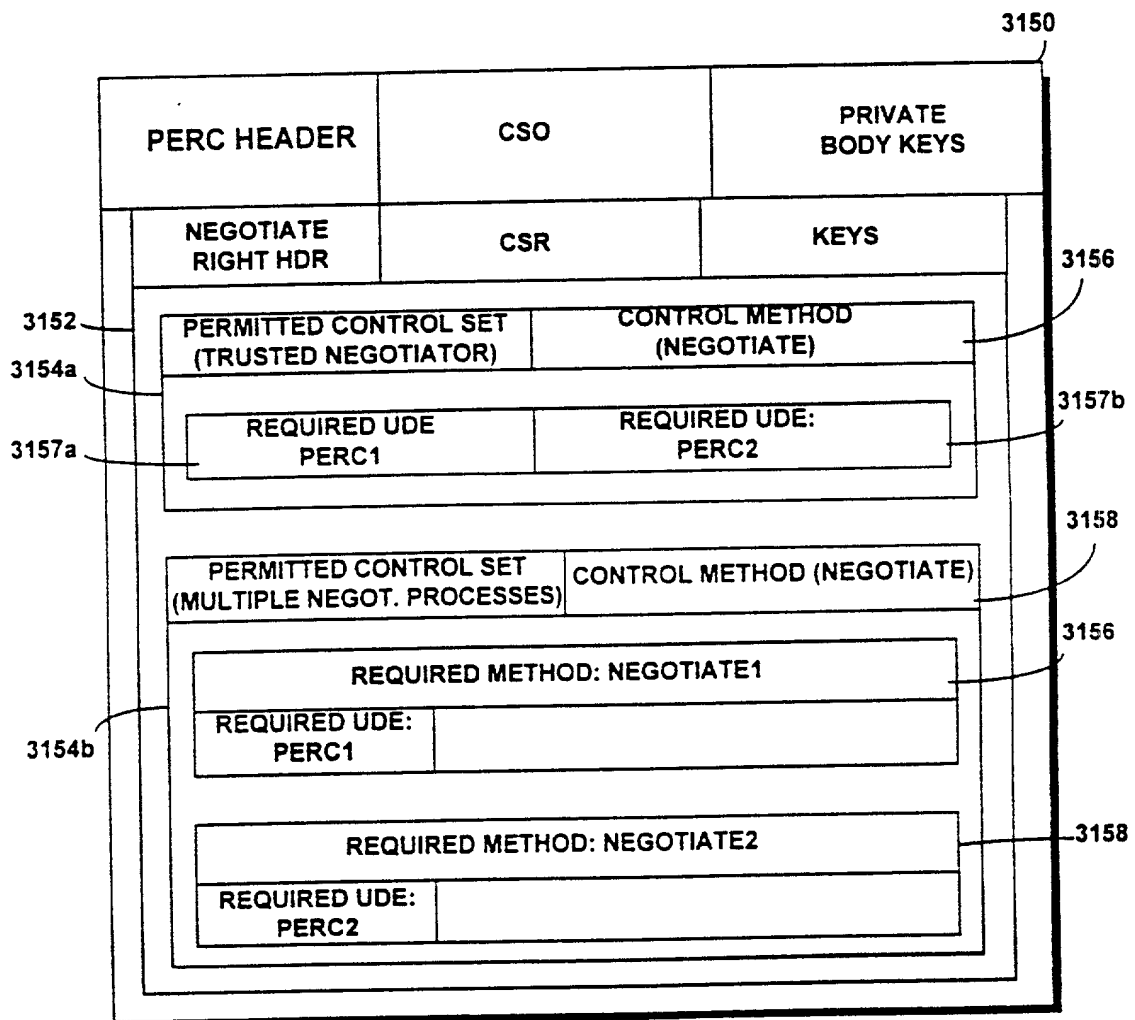 3150
PERC HEADER
CSO
PRIVATE
BODY KEYS
NEGOTIATE
RIGHT HDR
CSR
KEYS
3156
3152
PERMITTED CONTROL SET
(TRUSTED NEGOTIATOR)
CONTROL METHOD
(NEGOTIATE)
3154a
3157b
REQUIRED UDE
PERC1
REQUIRED UDE:
PERC2
3157a
3158
PERMITTED CONTROL SET
(MULTIPLE NEGOT. PROCESSES)
CONTROL METHOD (NEGOTIATE)
3156
REQUIRED METHOD: NEGOTIATE1
REQUIRED UDE:
PERC1
3154b
REQUIRED METHOD: NEGOTIATE2
3158
REQUIRED UDE:
PERC2